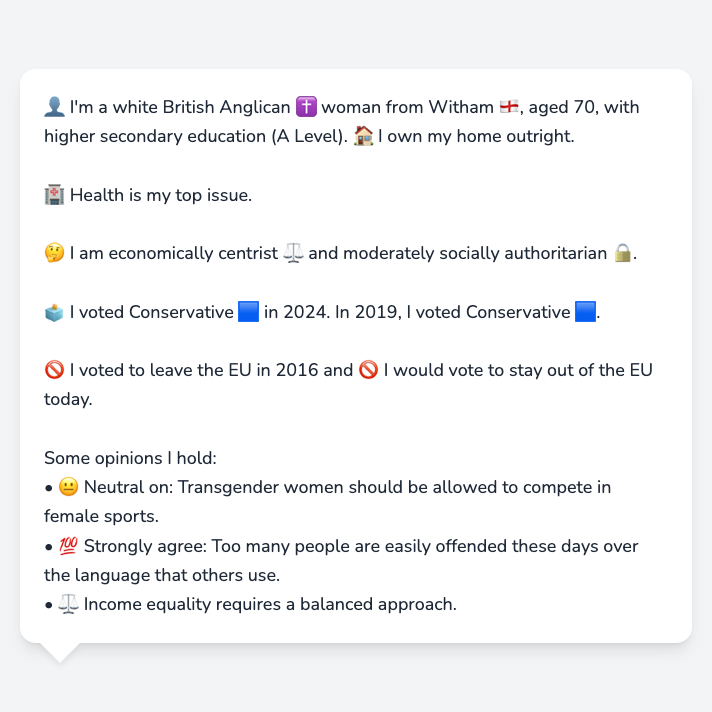 👤 I'm a white British Anglican ✝️ woman from Witham 🏴󠁧󠁢󠁥󠁮󠁧󠁿, aged 70, with
higher secondary education (A Level). 🏠 I own my home outright.
🏥 Health is my top issue.
🤔 I am economically centrist ⚖️ and moderately socially authoritarian 🔒.
🗳️ I voted Conservative 🟦 in 2024. In 2019, I voted Conservative 🟦.
🚫 I voted to leave the EU in 2016 and 🚫 I would vote to stay out of the EU
today.
Some opinions I hold:
• 😐 Neutral on: Transgender women should be allowed to compete in
female sports.
• 💯 Strongly agree: Too many people are easily offended these days over
the language that others use.
• ⚖️ Income equality requires a balanced approach.